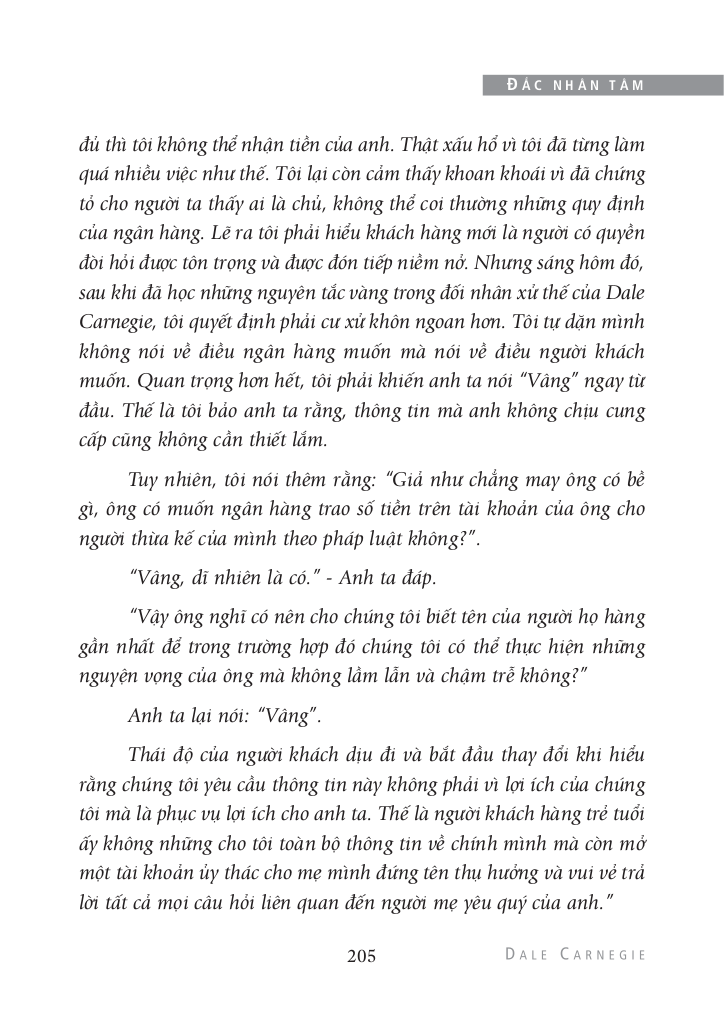 ĐẮC NHÂN TÂM
đủ thì tôi không thể nhận tiền của anh. Thật xấu hổ vì tôi đã từng làm
quá nhiều việc như thế. Tôi lại còn cảm thấy khoan khoái vì đã chứng
tỏ cho người ta thấy ai là chủ, không thể coi thường những quy định
của ngân hàng. Lẽ ra tôi phải hiểu khách hàng mới là người có quyền
đòi hỏi được tôn trọng và được đón tiếp niềm nở. Nhưng sáng hôm đó,
sau khi đã học những nguyên tắc vàng trong đối nhân xử thế của Dale
Carnegie, tôi quyết định phải cư xử khôn ngoan hơn. Tôi tự dặn mình
không nói về điều ngân hàng muốn mà nói về điều người khách
muốn. Quan trọng hơn hết, tôi phải khiến anh ta nói “Vâng” ngay từ
đầu. Thế là tôi bảo anh ta rằng, thông tin mà anh không chịu cung
cấp cũng không cần thiết lắm.
Tuy nhiên, tôi nói thêm rằng: “Giả như chẳng may ông có bề
gì, ông có muốn ngân hàng trao số tiền trên tài khoản của ông cho
người thừa kế của mình theo pháp luật không?”.
“Vâng, dĩ nhiên là có.” - Anh ta đáp.
“Vậy ông nghĩ có nên cho chúng tôi biết tên của người họ hàng
gần nhất để trong trường hợp đó chúng tôi có thể thực hiện những
nguyện vọng của ông mà không lầm lẫn và chậm trễ không?”
Anh ta lại nói: “Vâng”.
Thái độ của người khách dịu đi và bắt đầu thay đổi khi hiểu
rằng chúng tôi yêu cầu thông tin này không phải vì lợi ích của chúng
tôi mà là phục vụ lợi ích cho anh ta. Thế là người khách hàng trẻ tuổi
ấy không những cho tôi toàn bộ thông tin về chính mình mà còn mở
một tài khoản ủy thác cho mẹ mình đứng tên thụ hưởng và vui vẻ trả
lời tất cả mọi câu hỏi liên quan đến người mẹ yêu quý của anh.”
205
DALE CARNEGIE